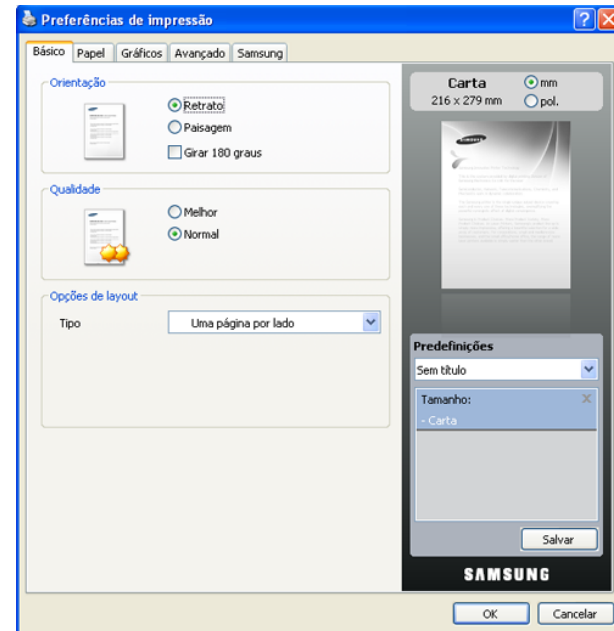 Preferências de impressão
Básico Papel Gráficos Avançado Samsung
Orientação
Retrato
Paisagem
Girar 180 graus
Qualidade
Melhor
Normal
Opções de layout
Tipo Uma página por lado
Carta
216 x 279 mm
mm
pol.
Predefinições
Sem título
Tamanho:
- Carta
Salvar
SAMSUNG
OK Cancelar